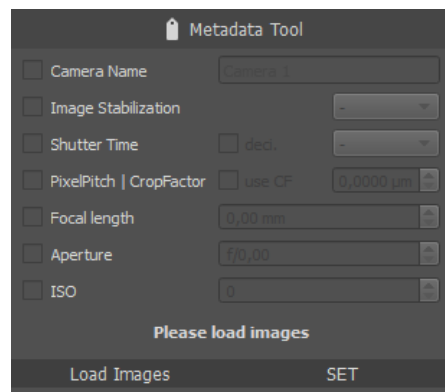 Metadata Tool
Camera Name Camera 1
Image Stabilization -
Shutter Time deci. -
PixelPitch | CropFactor use CF 0,0000 µm
Focal length 0,00 mm
Aperture f/0,00
ISO 0
Please load images
Load Images SET